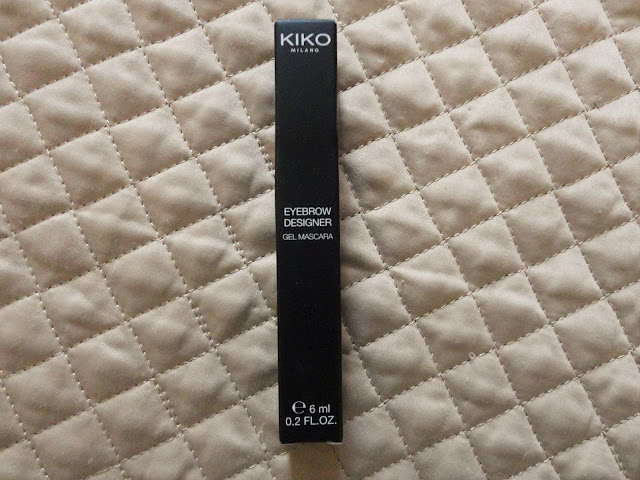 KIKO
MILANO
EYEBROW
DESIGNER
GEL MASCARA
℮ 6 ml
0.2 FL.OZ.